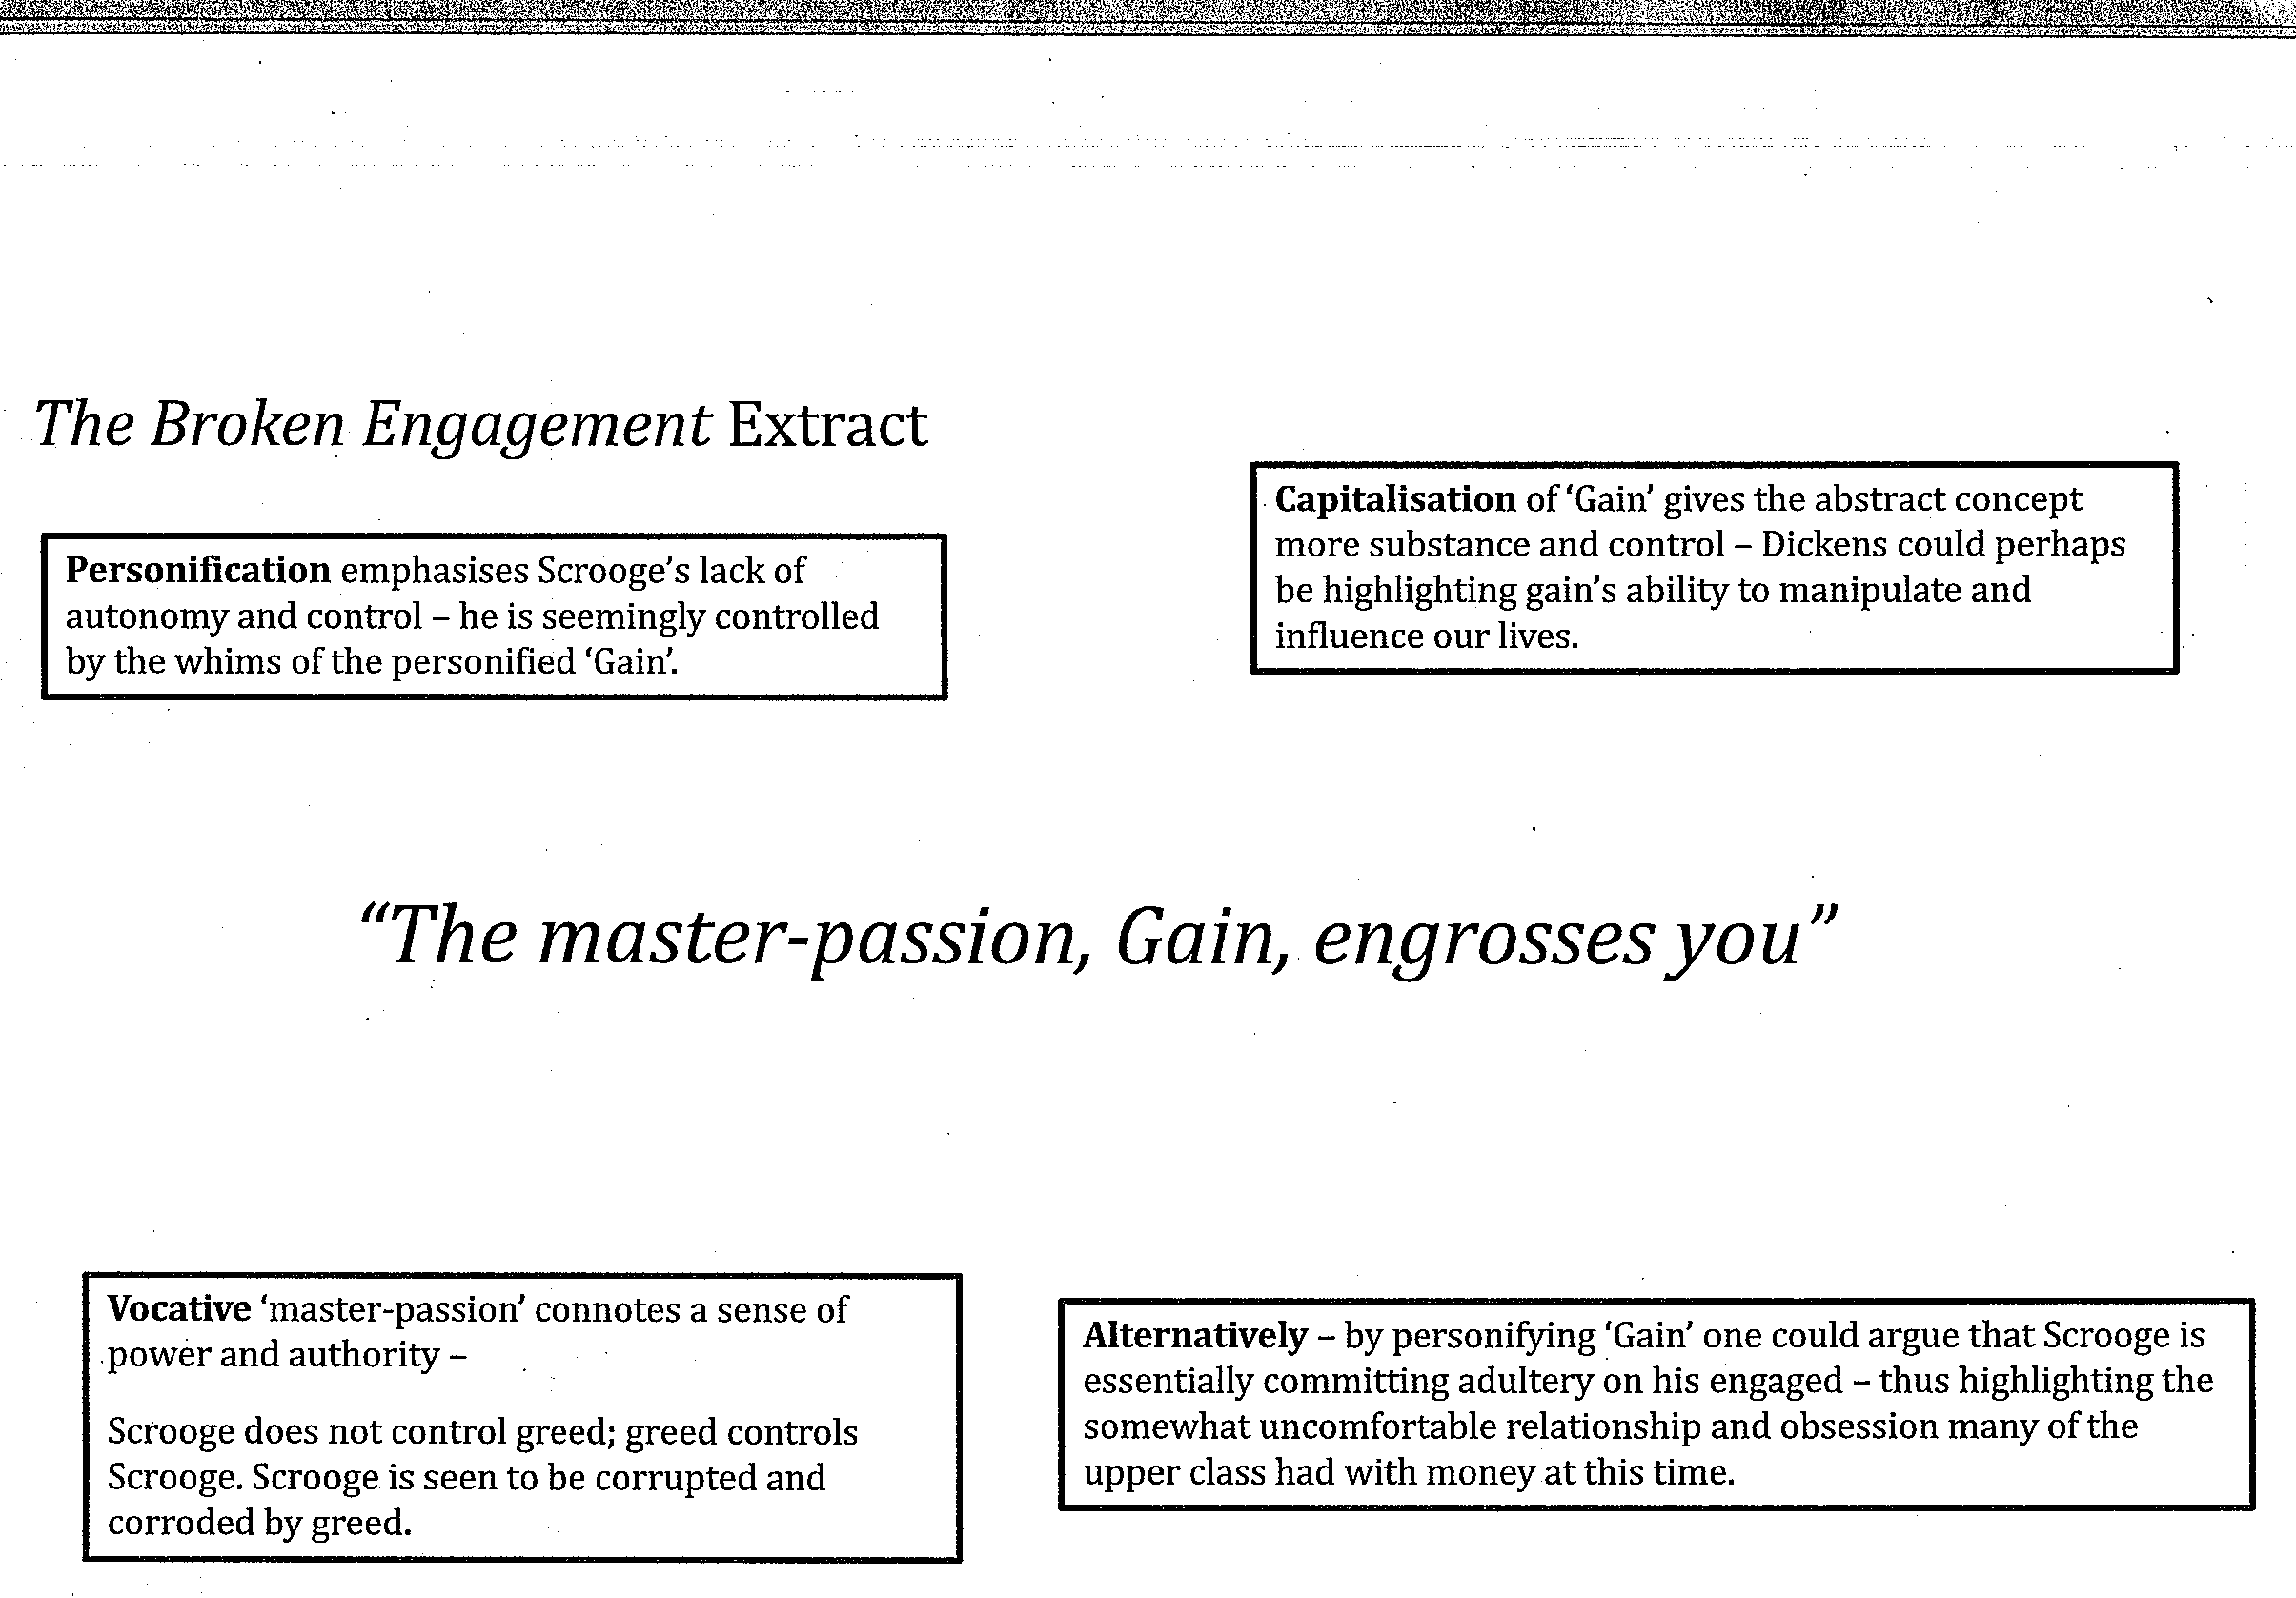 The Broken Engagement Extract
Personification emphasises Scrooge's lack of
autonomy and control – he is seemingly controlled
by the whims of the personified 'Gain'.
Capitalisation of 'Gain' gives the abstract concept
more substance and control – Dickens could perhaps
be highlighting gain's ability to manipulate and
influence our lives.
"The master-passion, Gain, engrosses you"
Vocative 'master-passion' connotes a sense of
power and authority –
Scrooge does not control greed; greed controls
Scrooge. Scrooge is seen to be corrupted and
corroded by greed.
Alternatively – by personifying 'Gain' one could argue that Scrooge is
essentially committing adultery on his engaged – thus highlighting the
somewhat uncomfortable relationship and obsession many of the
upper class had with money at this time.